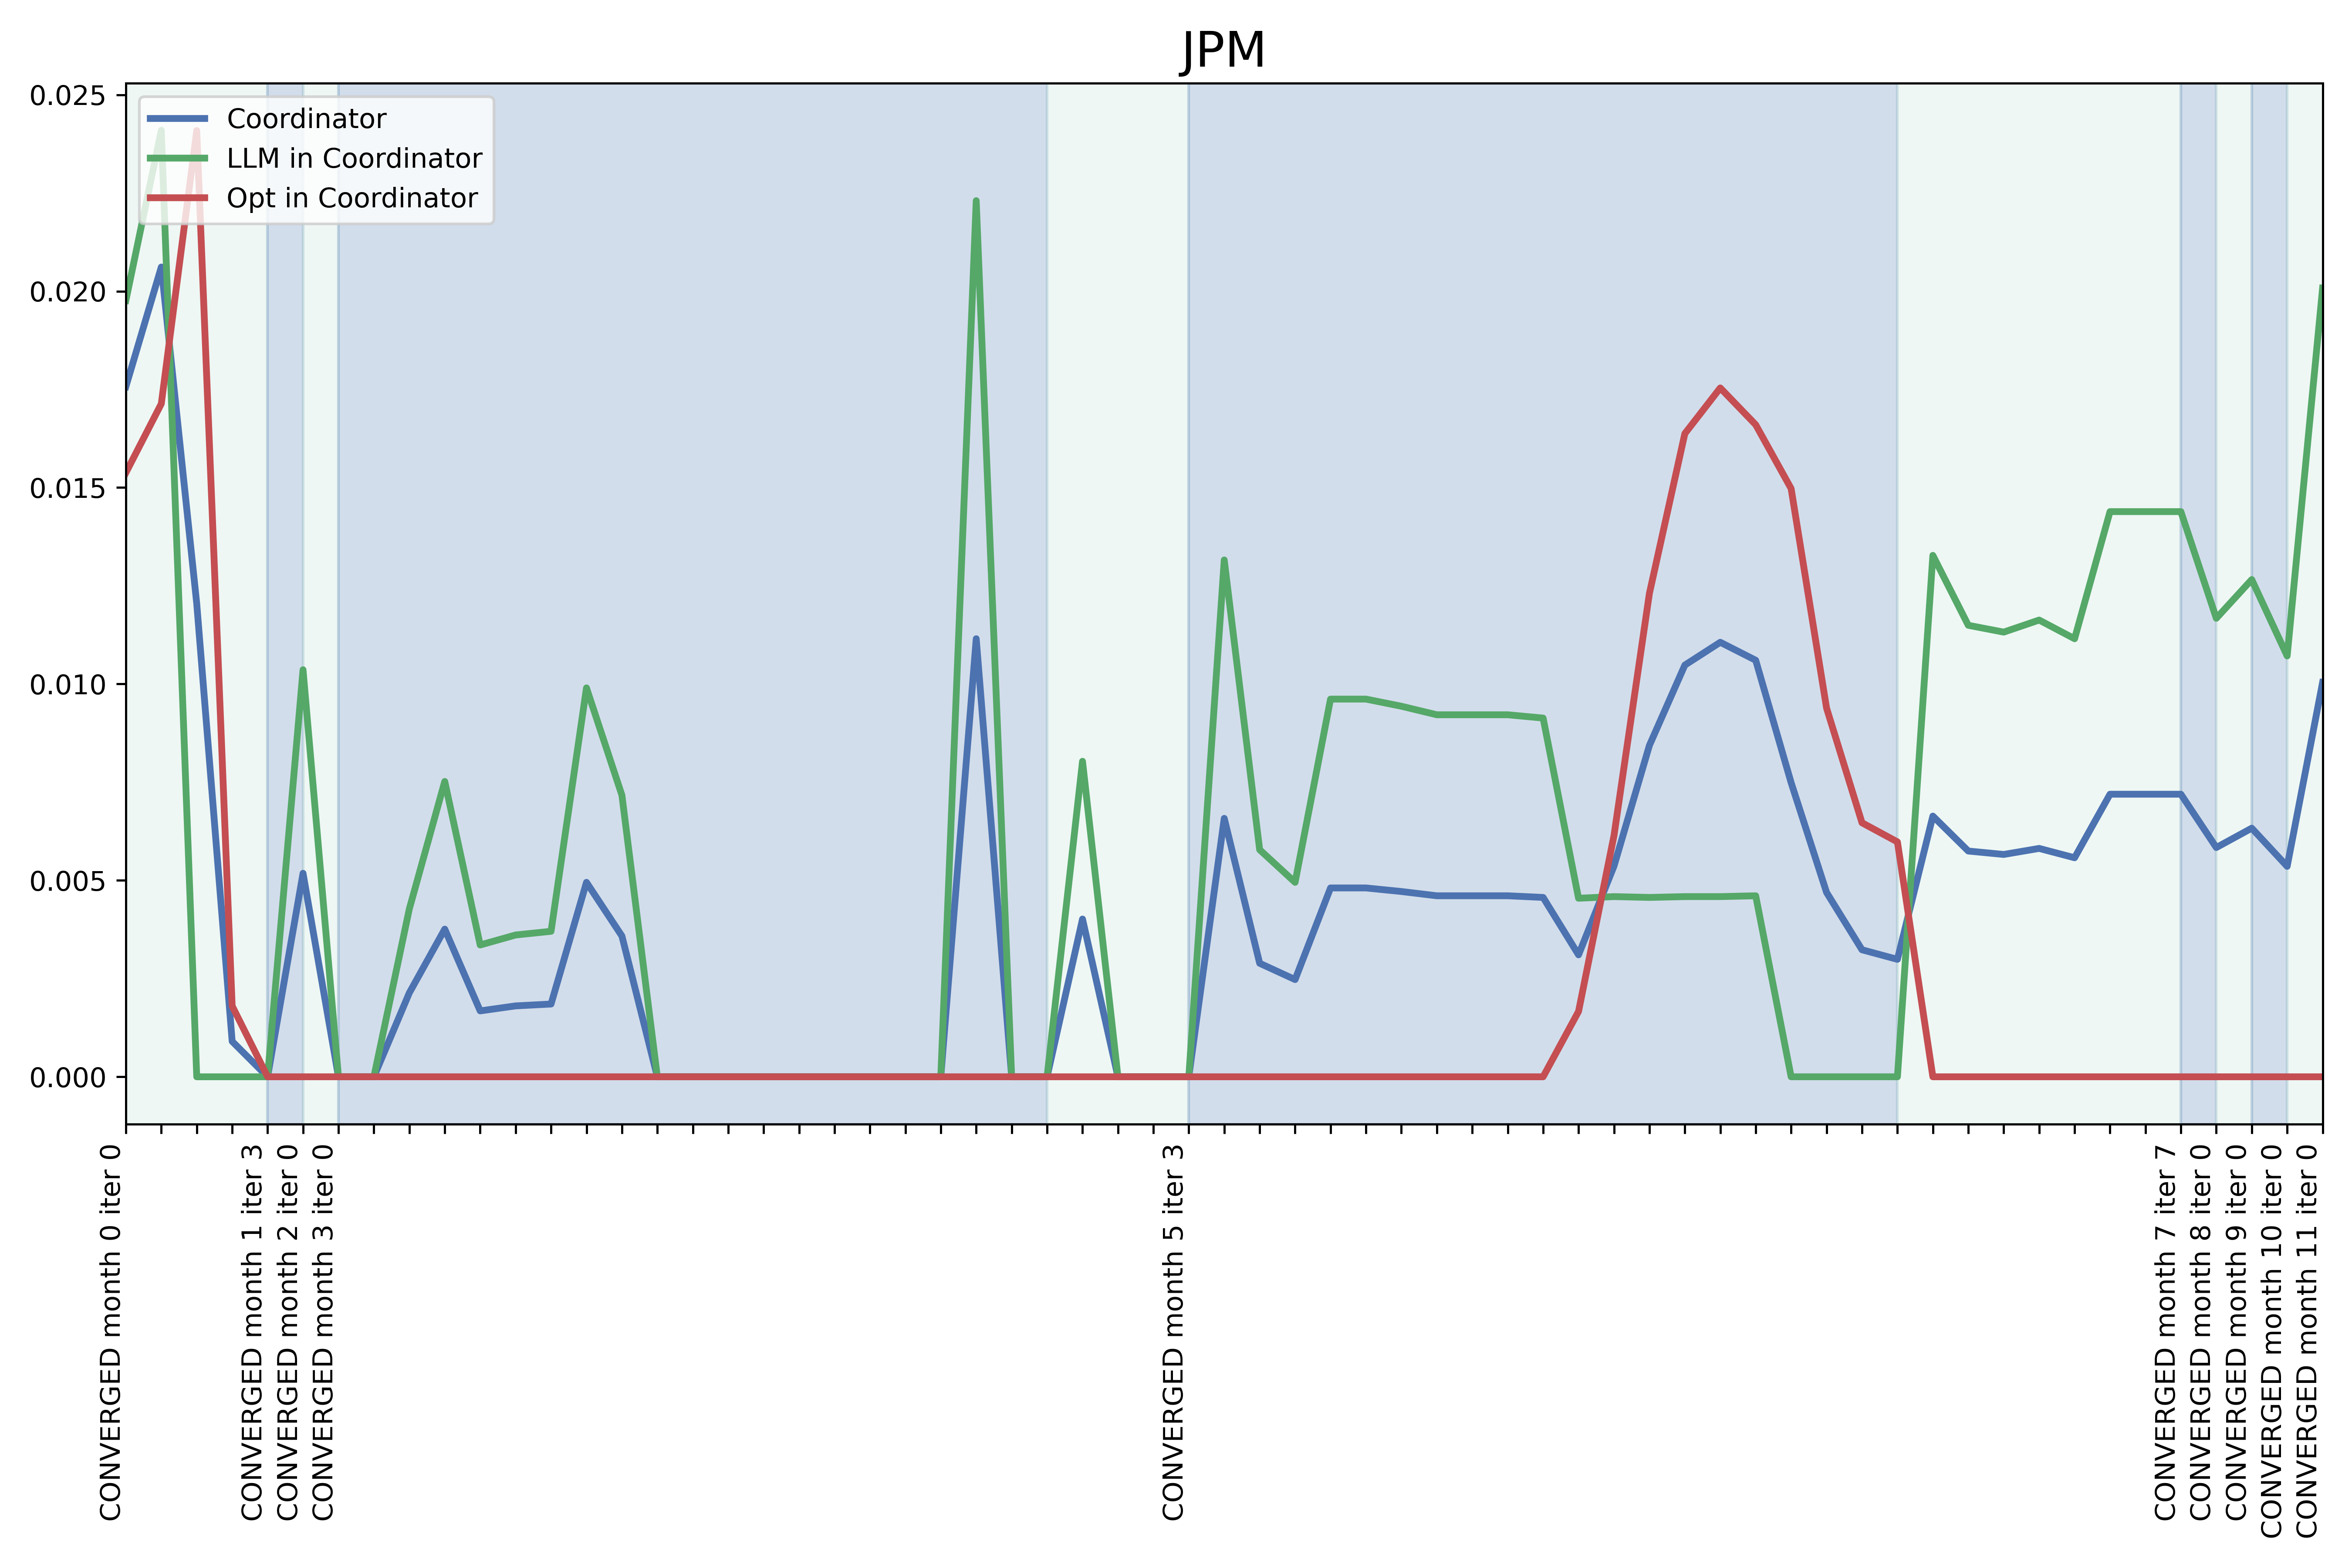 JPM
0.025
0.020
0.015
0.010
0.005
0.000
Coordinator
LLM in Coordinator
Opt in Coordinator
CONVERGED month 0 iter 0
CONVERGED month 1 iter 3
CONVERGED month 2 iter 0
CONVERGED month 3 iter 0
CONVERGED month 5 iter 3
CONVERGED month 7 iter 7
CONVERGED month 8 iter 0
CONVERGED month 9 iter 0
CONVERGED month 10 iter 0
CONVERGED month 11 iter 0